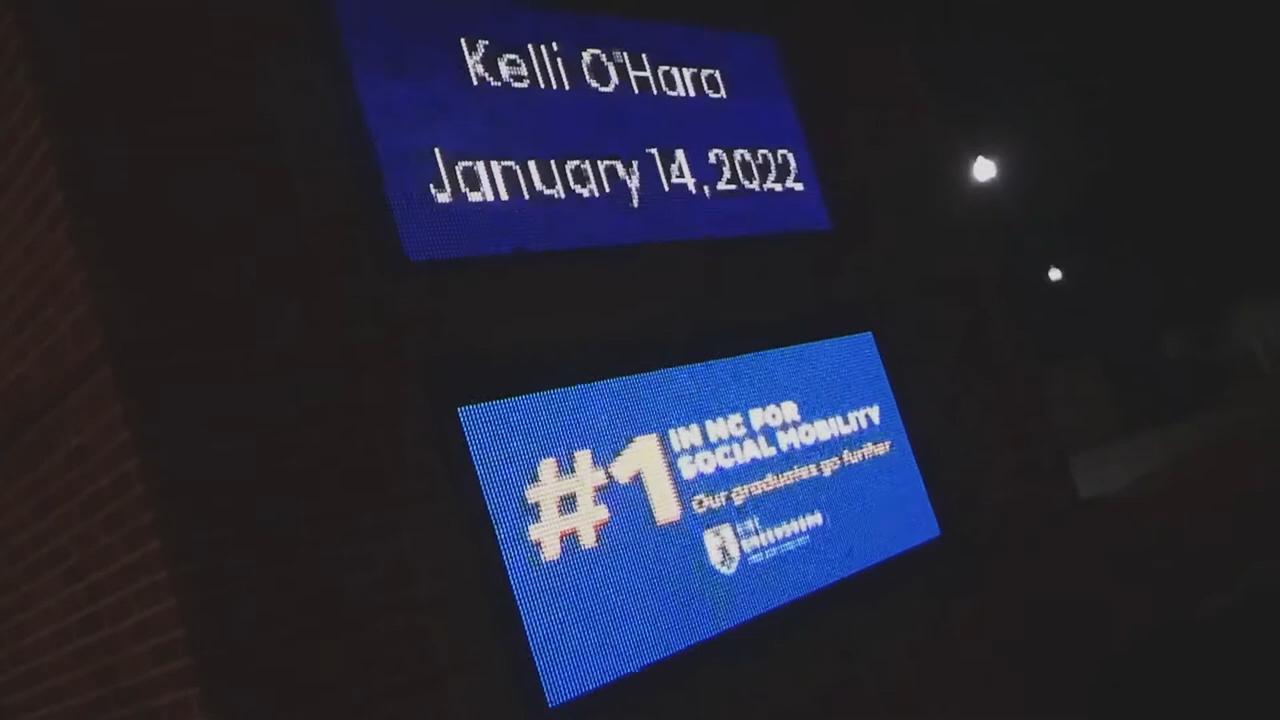 Kelli O'Hara
January 14, 2022
#1
IN NC FOR
SOCIAL MOBILITY
Our graduates go further